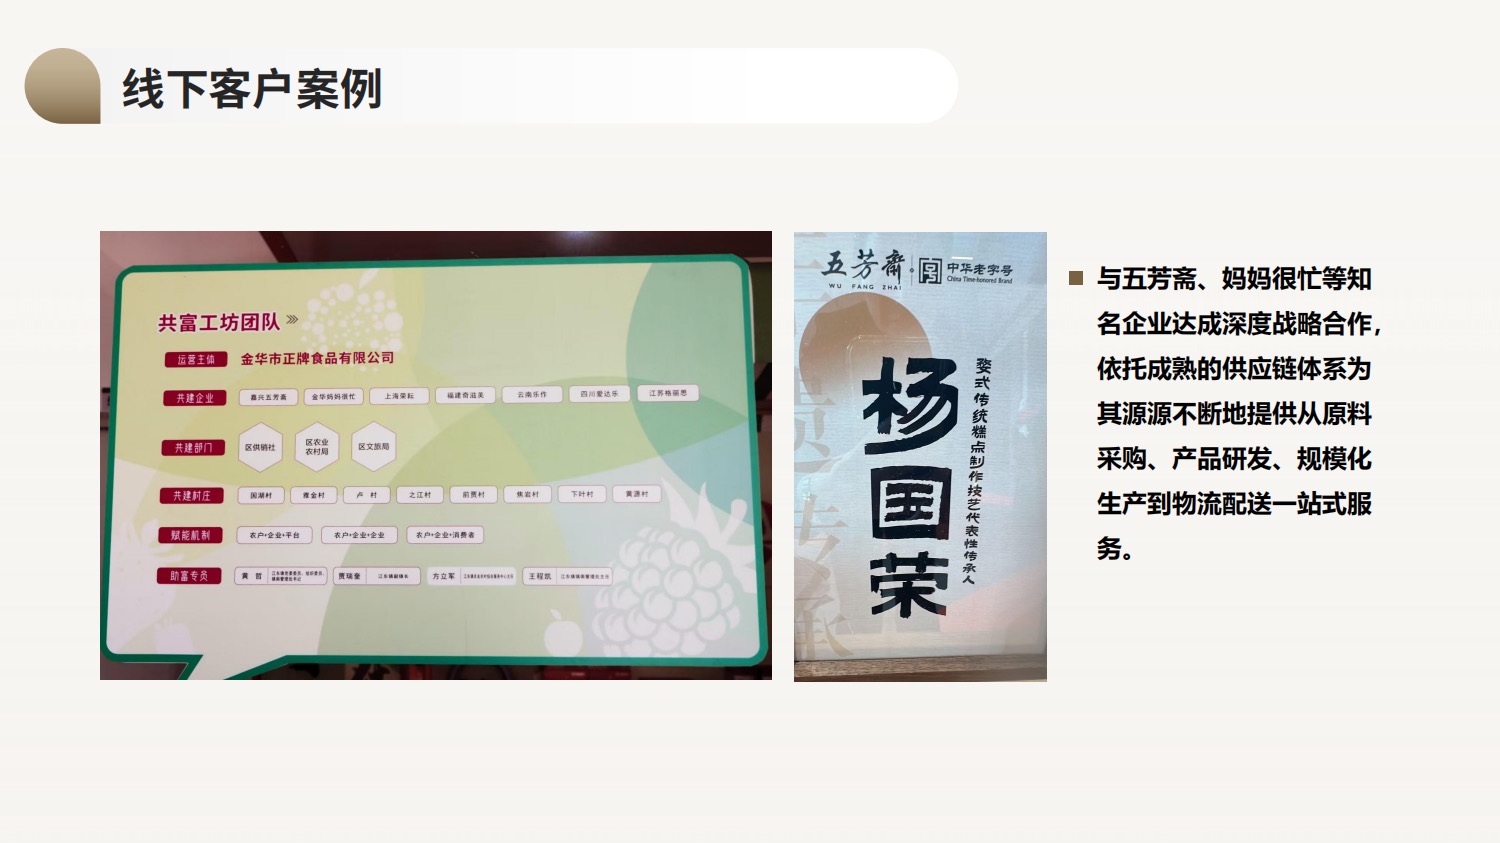 线下客户案例
共富工坊团队
运营主体 金华市正牌食品有限公司
共建企业 嘉兴五芳斋 金华妈妈很忙 上海荣耘 福建奇滋美 云南乐作 四川爱达乐 江苏格丽思
共建部门 区供销社 区农业农村局 区文旅局
共建村庄 国湖村 雅金村 卢 村 之江村 前贾村 焦岩村 下叶村 黄源村
赋能机制 农户+企业+平台 农户+企业+企业 农户+企业+消费者
助富专员 黄 哲 贾瑞奎 江东镇副镇长 方立军 王程凯
五芳斋
WU FANG ZHAI
中华老字号
China Time-honored Brand
杨国荣
婺式传统糕点制作技艺代表性传承人
与五芳斋、妈妈很忙等知
名企业达成深度战略合作，
依托成熟的供应链体系为
其源源不断地提供从原料
采购、产品研发、规模化
生产到物流配送一站式服
务。